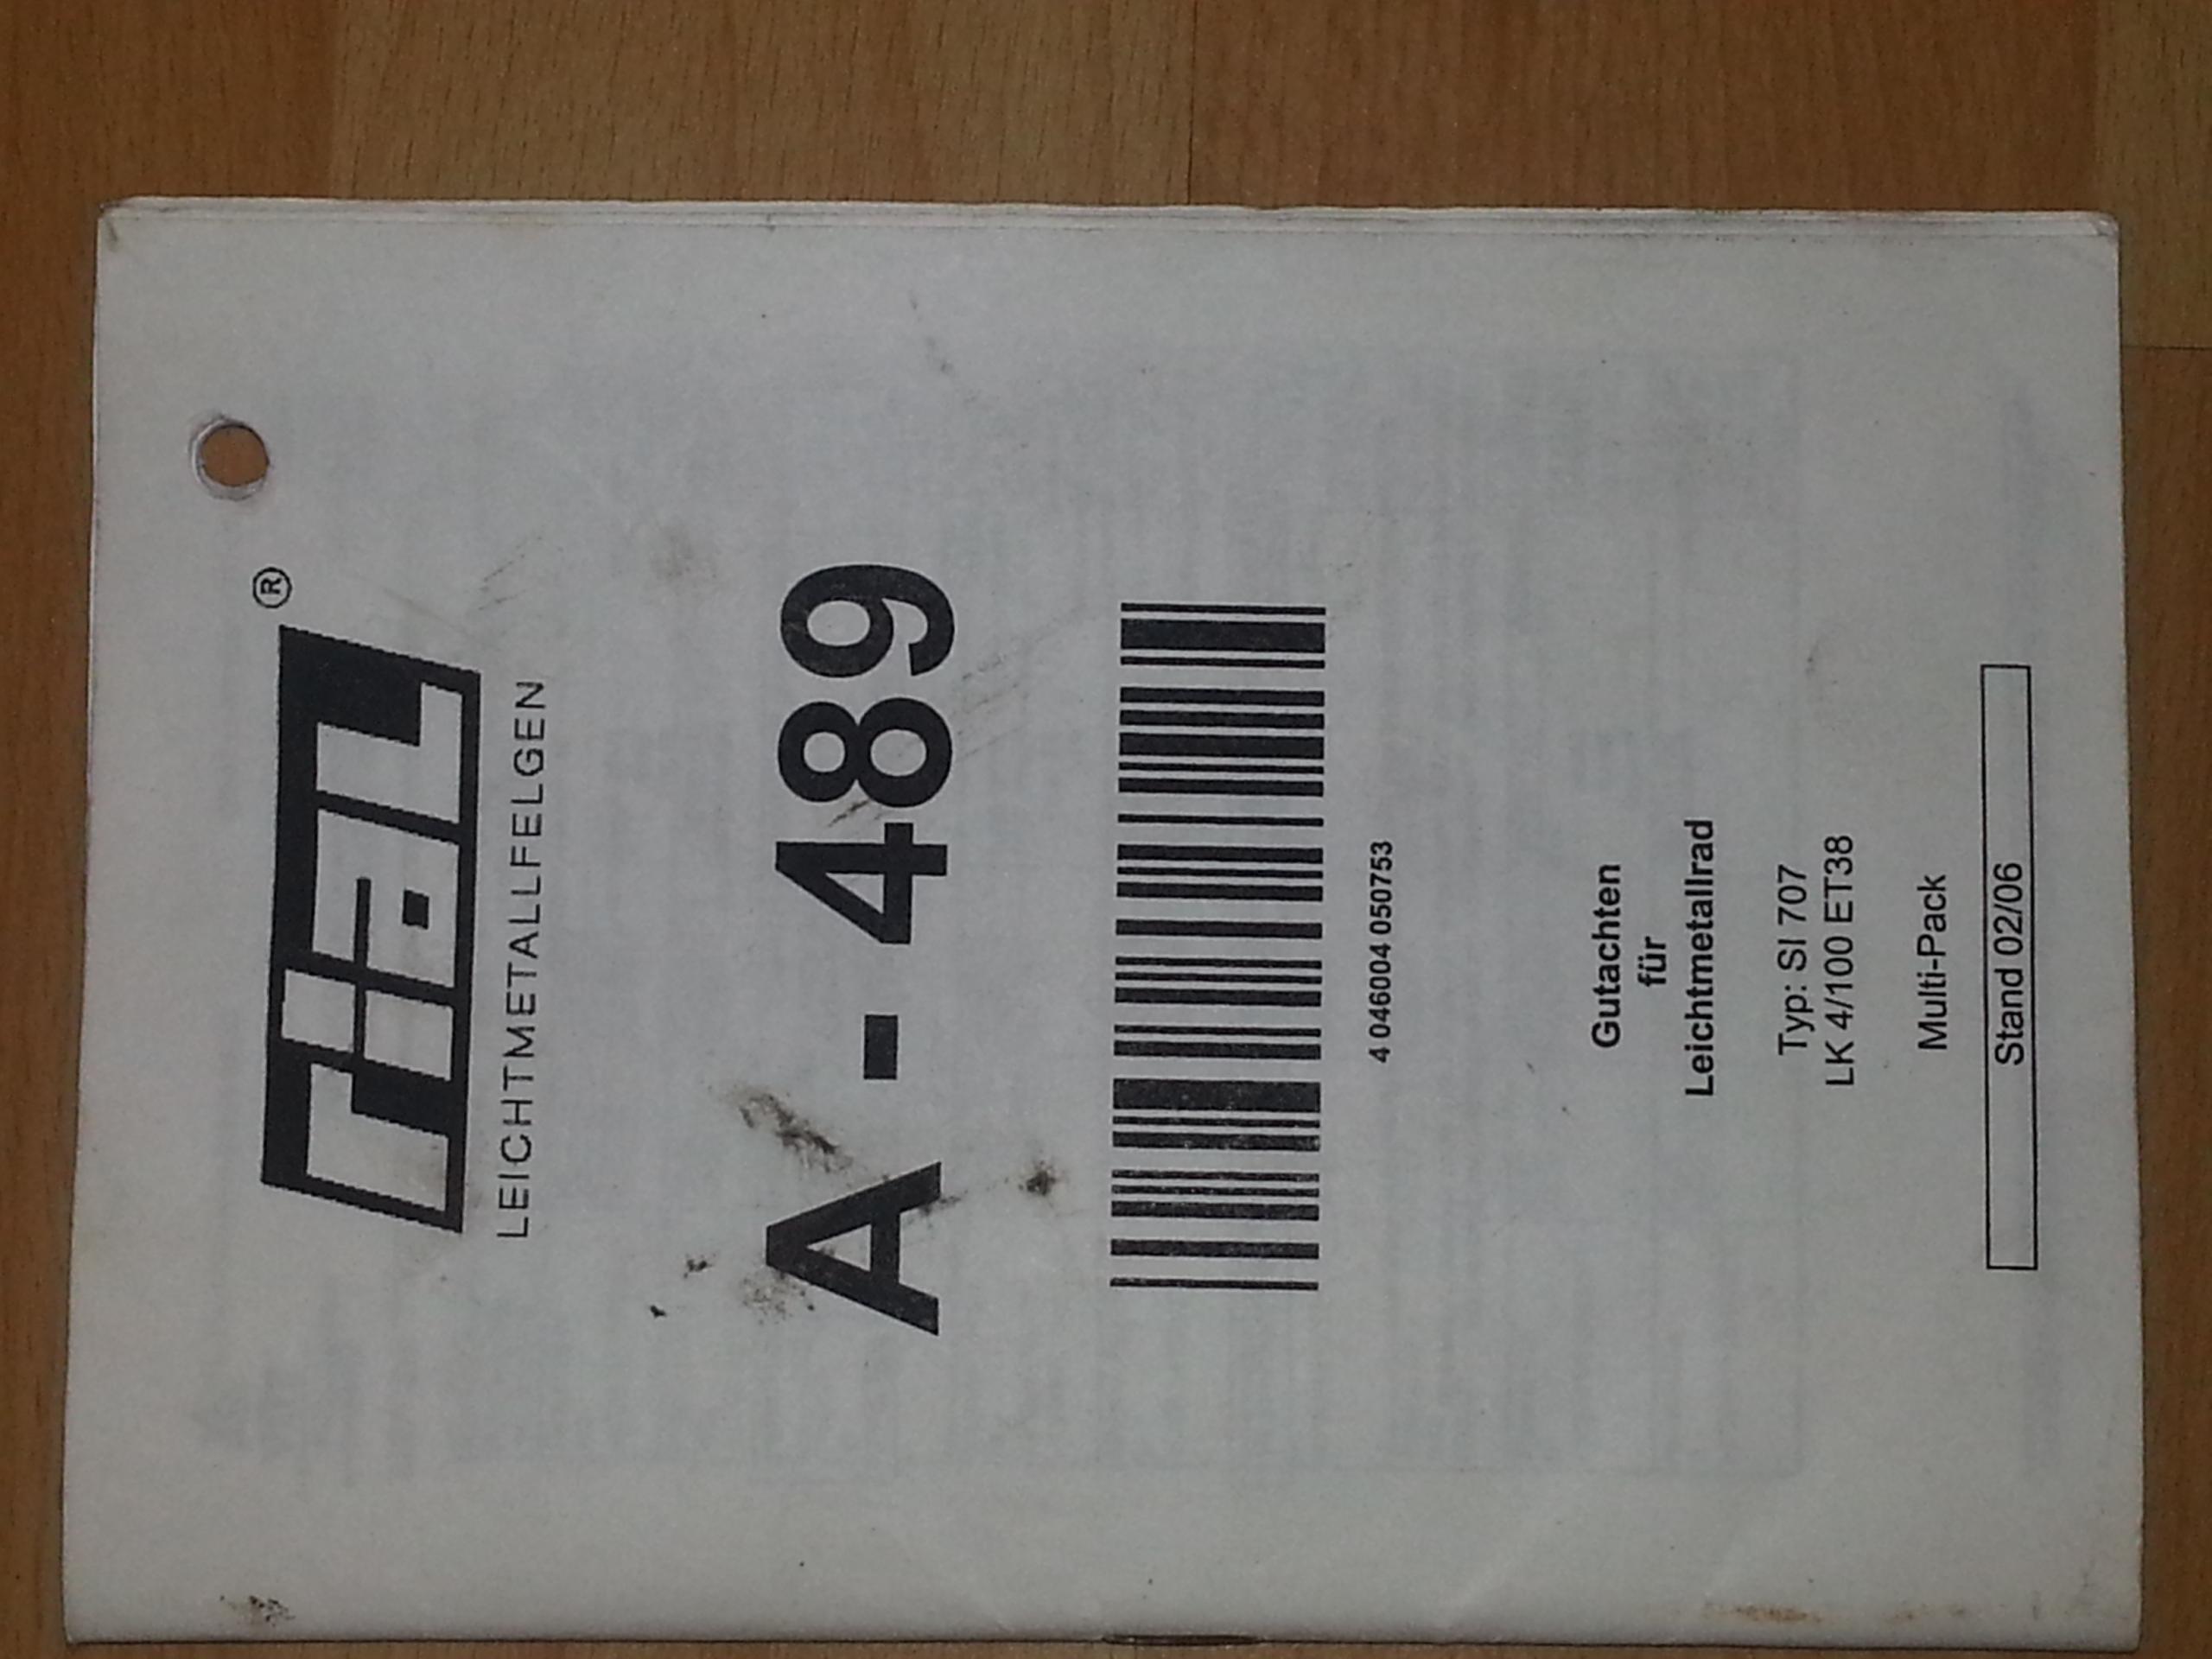 rial®
LEICHTMETALLFELGEN
A - 489
4 046004 050753
Gutachten
für
Leichtmetallrad
Typ: SI 707
LK 4/100 ET38
Multi-Pack
Stand 02/06